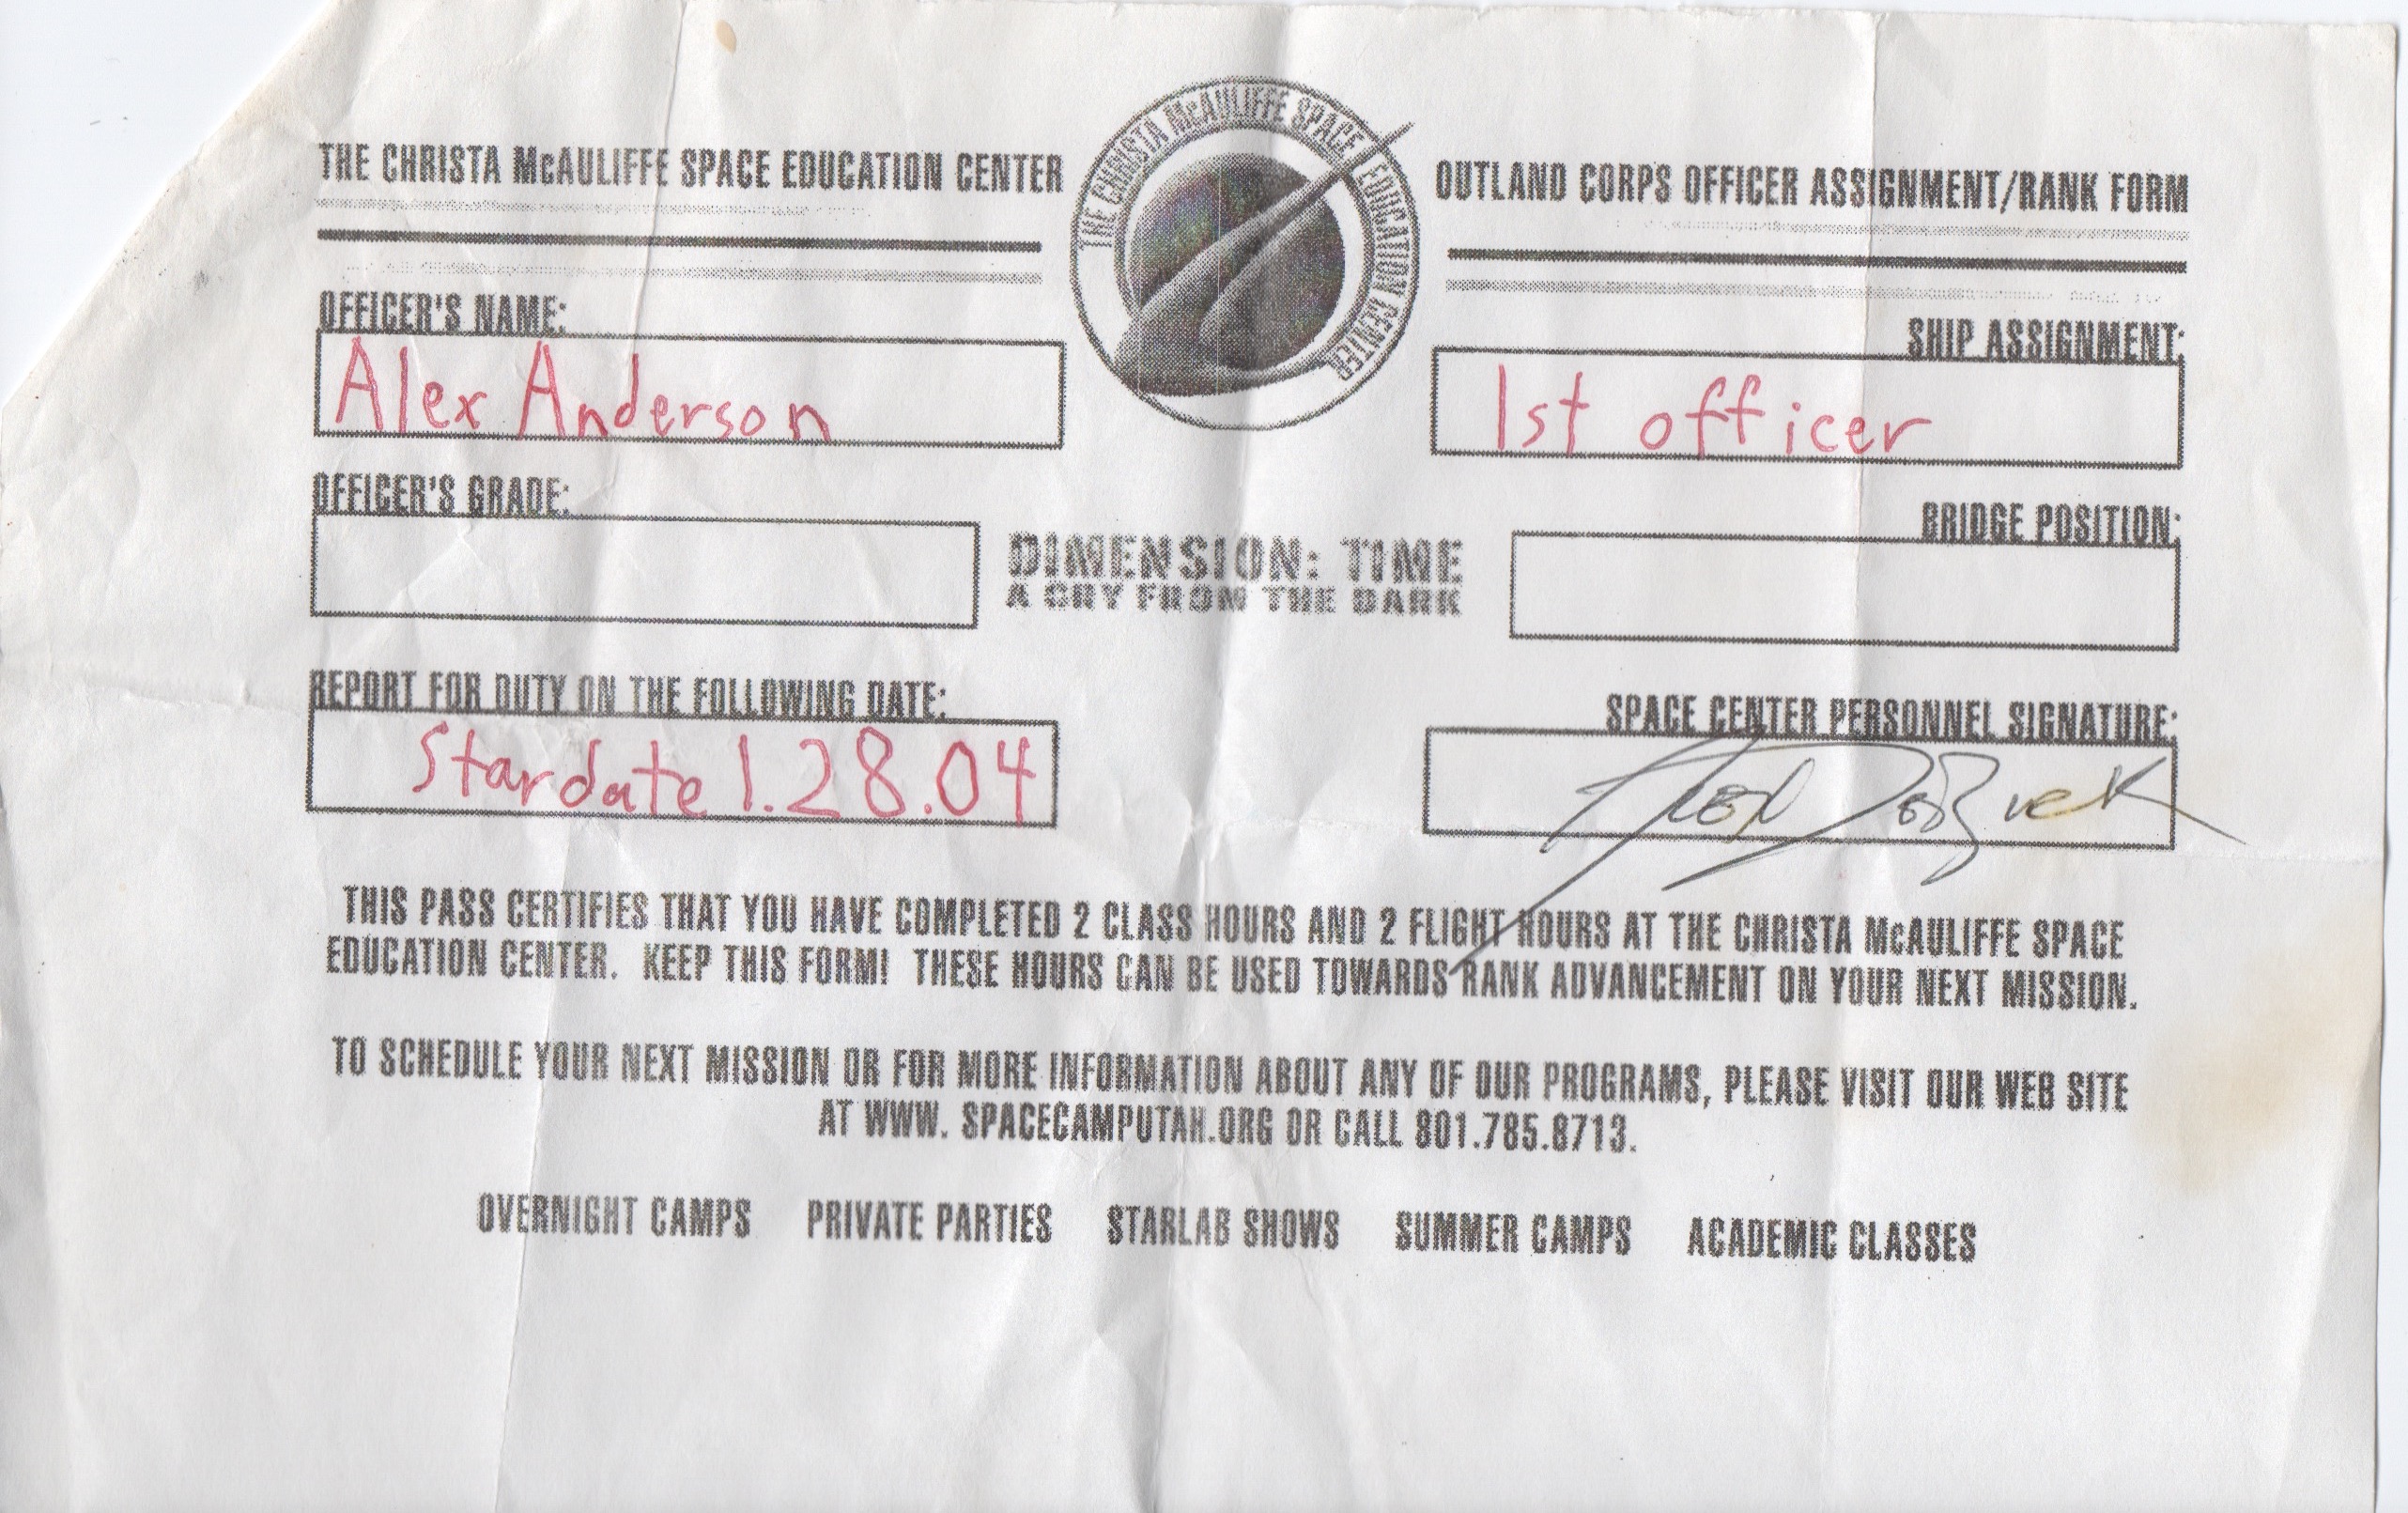 THE CHRISTA McAULIFFE SPACE EDUCATION CENTER
THE CHRISTA McAULIFFE SPACE EDUCATION CENTER
OUTLAND CORPS OFFICER ASSIGNMENT/RANK FORM
OFFICER'S NAME:
Alex Anderson
SHIP ASSIGNMENT:
1st officer
OFFICER'S GRADE:
DIMENSION: TIME
A CRY FROM THE DARK
BRIDGE POSITION:
REPORT FOR DUTY ON THE FOLLOWING DATE:
Stardate 1.28.04
SPACE CENTER PERSONNEL SIGNATURE:
THIS PASS CERTIFIES THAT YOU HAVE COMPLETED 2 CLASS HOURS AND 2 FLIGHT HOURS AT THE CHRISTA McAULIFFE SPACE
EDUCATION CENTER. KEEP THIS FORM! THESE HOURS CAN BE USED TOWARDS RANK ADVANCEMENT ON YOUR NEXT MISSION.
TO SCHEDULE YOUR NEXT MISSION OR FOR MORE INFORMATION ABOUT ANY OF OUR PROGRAMS, PLEASE VISIT OUR WEB SITE
AT WWW. SPACECAMPUTAH.ORG OR CALL 801.785.8713.
OVERNIGHT CAMPS PRIVATE PARTIES STARLAB SHOWS SUMMER CAMPS ACADEMIC CLASSES